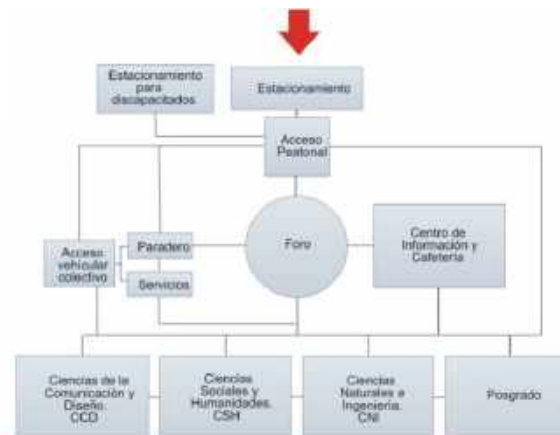 Estacionamiento
para
discapacitados.
Estacionamiento
Acceso
Peatonal
Acceso
vehicular
colectivo
Paradero
Servicios
Foro
Centro de
Información y
Cafetería
Ciencias de la
Comunicación y
Diseño.
CCD
Ciencias
Sociales y
Humanidades.
CSH
Ciencias
Naturales e
Ingeniería.
CNI
Posgrado